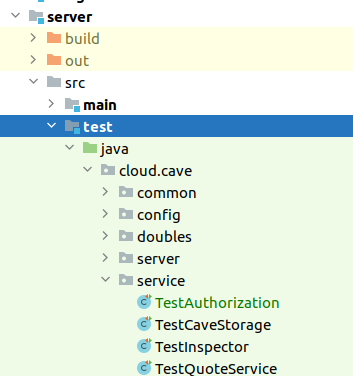 server
build
out
src
main
test
java
cloud.cave
common
config
doubles
server
service
TestAuthorization
TestCaveStorage
TestInspector
TestQuoteService